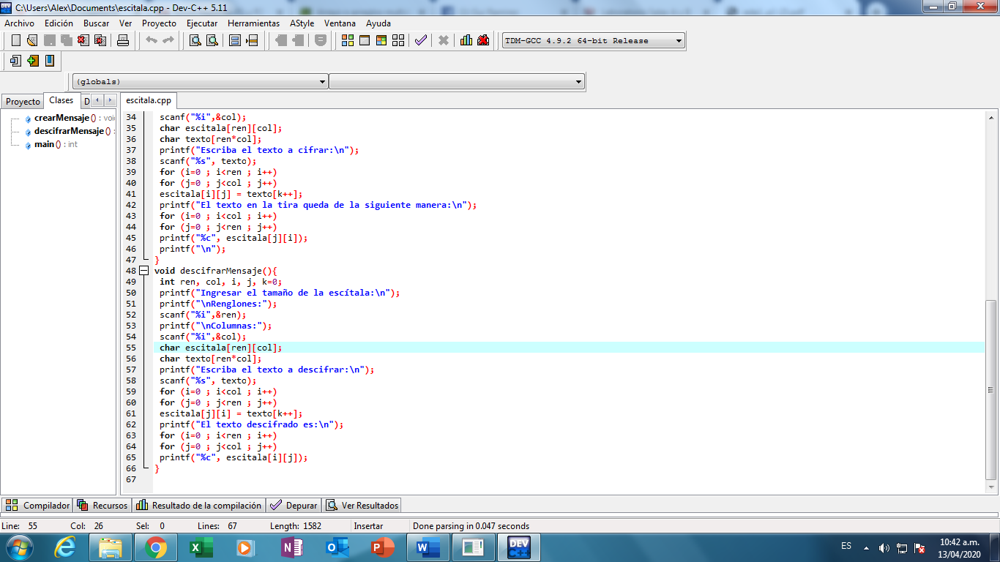 C:\Users\Alex\Documents\escitala.cpp - Dev-C++ 5.11
Archivo Edición Buscar Ver Proyecto Ejecutar Herramientas AStyle Ventana Ayuda
TDM-GCC 4.9.2 64-bit Release
(globals)
Proyecto Clases D
escitala.cpp
crearMensaje () : voi
descifrarMensaje () :
main () : int
34 scanf("%i",&col);
35 char escitala[ren][col];
36 char texto[ren*col];
37 printf("Escriba el texto a cifrar:\n");
38 scanf("%s", texto);
39 for (i=0 ; i<ren ; i++)
40 for (j=0 ; j<col ; j++)
41 escitala[i][j] = texto[k++];
42 printf("El texto en la tira queda de la siguiente manera:\n");
43 for (i=0 ; i<col ; i++)
44 for (j=0 ; j<ren ; j++)
45 printf("%c", escitala[j][i]);
46 printf("\n");
47 }
48 void descifrarMensaje(){
49 int ren, col, i, j, k=0;
50 printf("Ingresar el tamaño de la escítala:\n");
51 printf("\nRenglones:");
52 scanf("%i",&ren);
53 printf("\nColumnas:");
54 scanf("%i",&col);
55 char escitala[ren][col];
56 char texto[ren*col];
57 printf("Escriba el texto a descifrar:\n");
58 scanf("%s", texto);
59 for (i=0 ; i<col ; i++)
60 for (j=0 ; j<ren ; j++)
61 escitala[j][i] = texto[k++];
62 printf("El texto descifrado es:\n");
63 for (i=0 ; i<ren ; i++)
64 for (j=0 ; j<col ; j++)
65 printf("%c", escitala[i][j]);
66 }
67
Compilador Recursos Resultado de la compilación Depurar Ver Resultados
Line: 55 Col: 26 Sel: 0 Lines: 67 Length: 1582 Insertar Done parsing in 0.047 seconds
DEV C++
ES
10:42 a.m.
13/04/2020